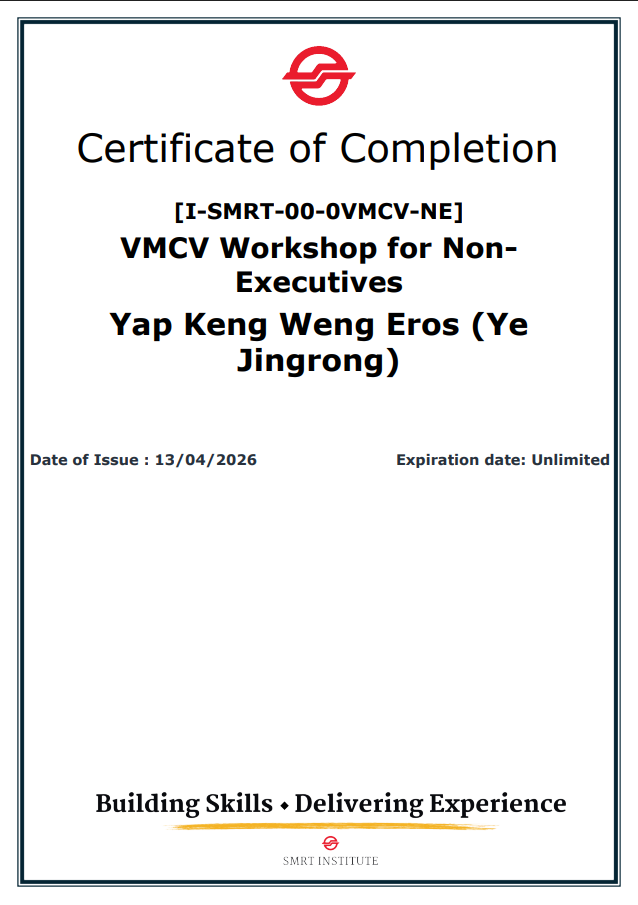 Certificate of Completion
[I-SMRT-00-0VMCV-NE]
VMCV Workshop for Non-
Executives
Yap Keng Weng Eros (Ye
Jingrong)
Date of Issue : 13/04/2026
Expiration date: Unlimited
Building Skills • Delivering Experience
SMRT INSTITUTE